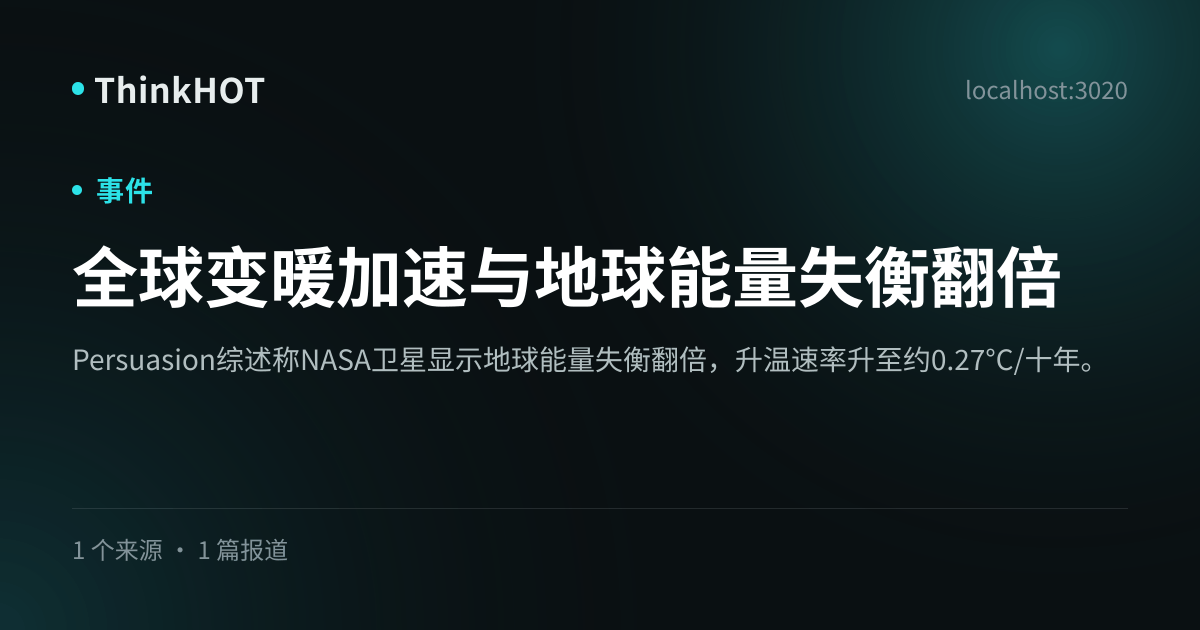 ThinkHOT
localhost:3020
事件
全球变暖加速与地球能量失衡翻倍
Persuasion综述称NASA卫星显示地球能量失衡翻倍，升温速率升至约0.27°C/十年。
1 个来源 · 1 篇报道